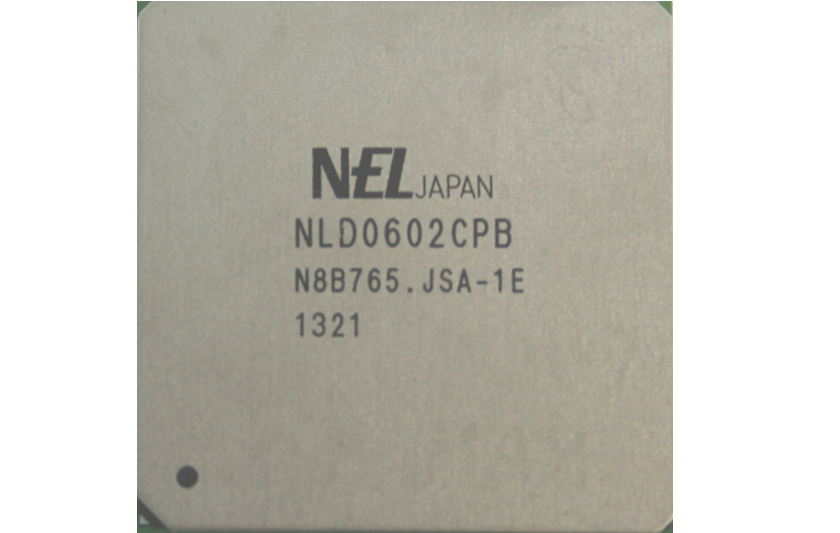 NEL JAPAN
NLD0602CPB
N8B765.JSA-1E
1321